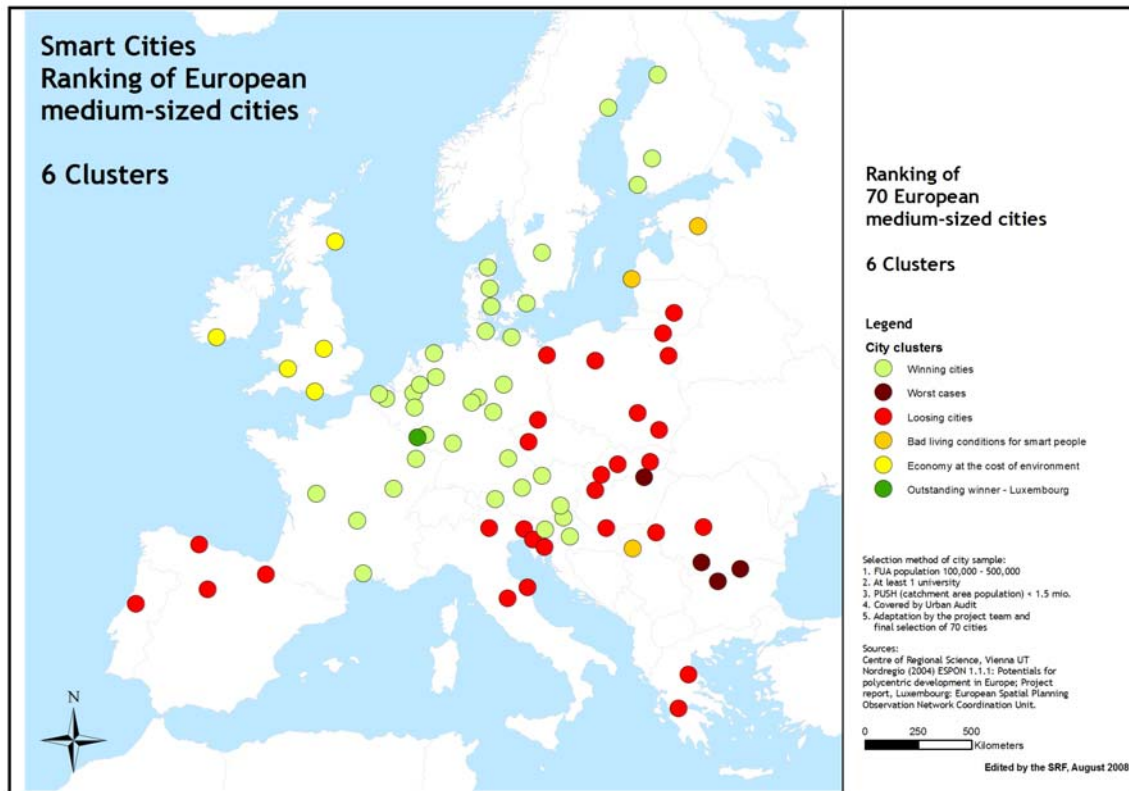 Smart Cities
Ranking of European
medium-sized cities
6 Clusters
N
Ranking of
70 European
medium-sized cities
6 Clusters
Legend
City clusters
Winning cities
Worst cases
Loosing cities
Bad living conditions for smart people
Economy at the cost of environment
Outstanding winner - Luxembourg
Selection method of city sample:
1. FUA population 100,000 - 500,000
2. At least 1 university
3. PUSH (catchment area population) < 1.5 mio.
4. Covered by Urban Audit
5. Adaptation by the project team and
final selection of 70 cities
Sources:
Centre of Regional Science, Vienna UT
Nordregio (2004) ESPON 1.1.1: Potentials for
polycentric development in Europe; Project
report, Luxembourg: European Spatial Planning
Observation Network Coordination Unit.
0 250 500
Kilometers
Edited by the SRF, August 2008